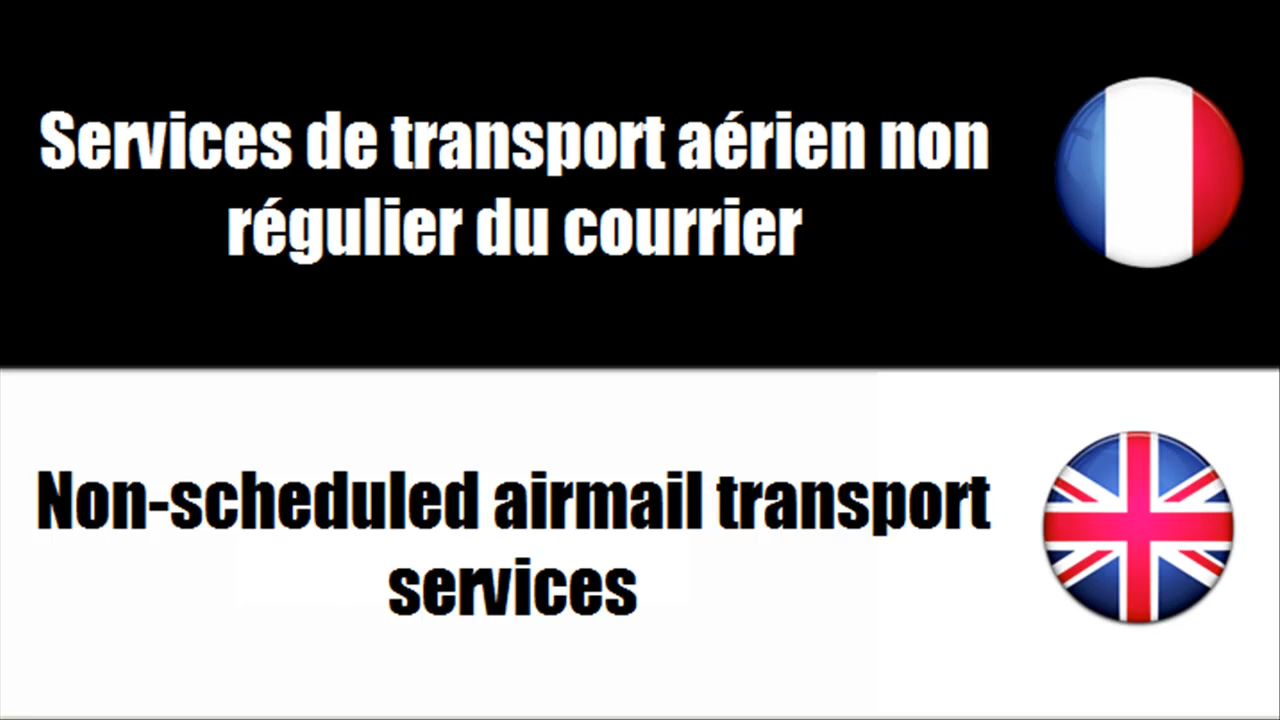 Services de transport aérien non
régulier du courrier
Non-scheduled airmail transport
services